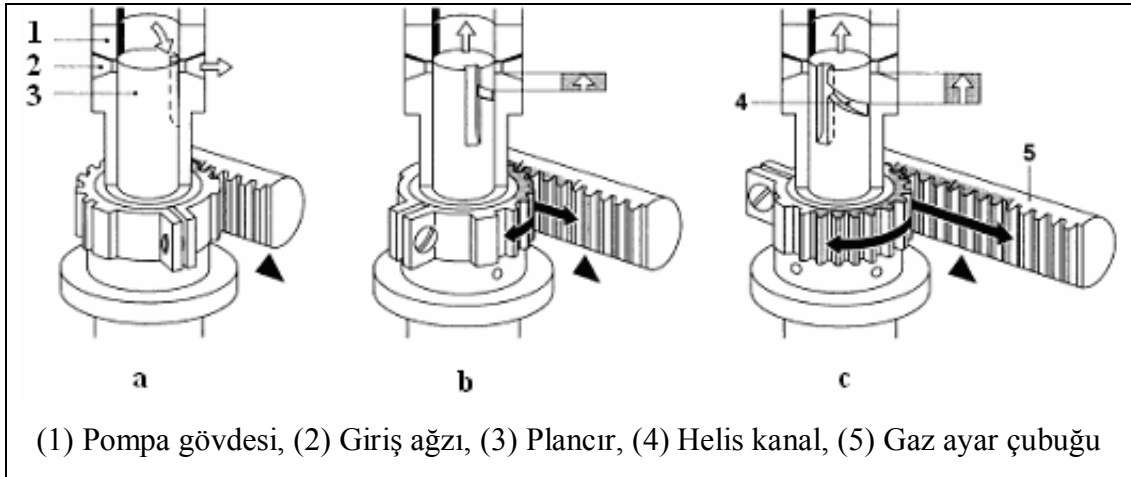 1
2
3
4
5
a
b
c
(1) Pompa gövdesi, (2) Giriş ağzı, (3) Plancır, (4) Helis kanal, (5) Gaz ayar çubuğu